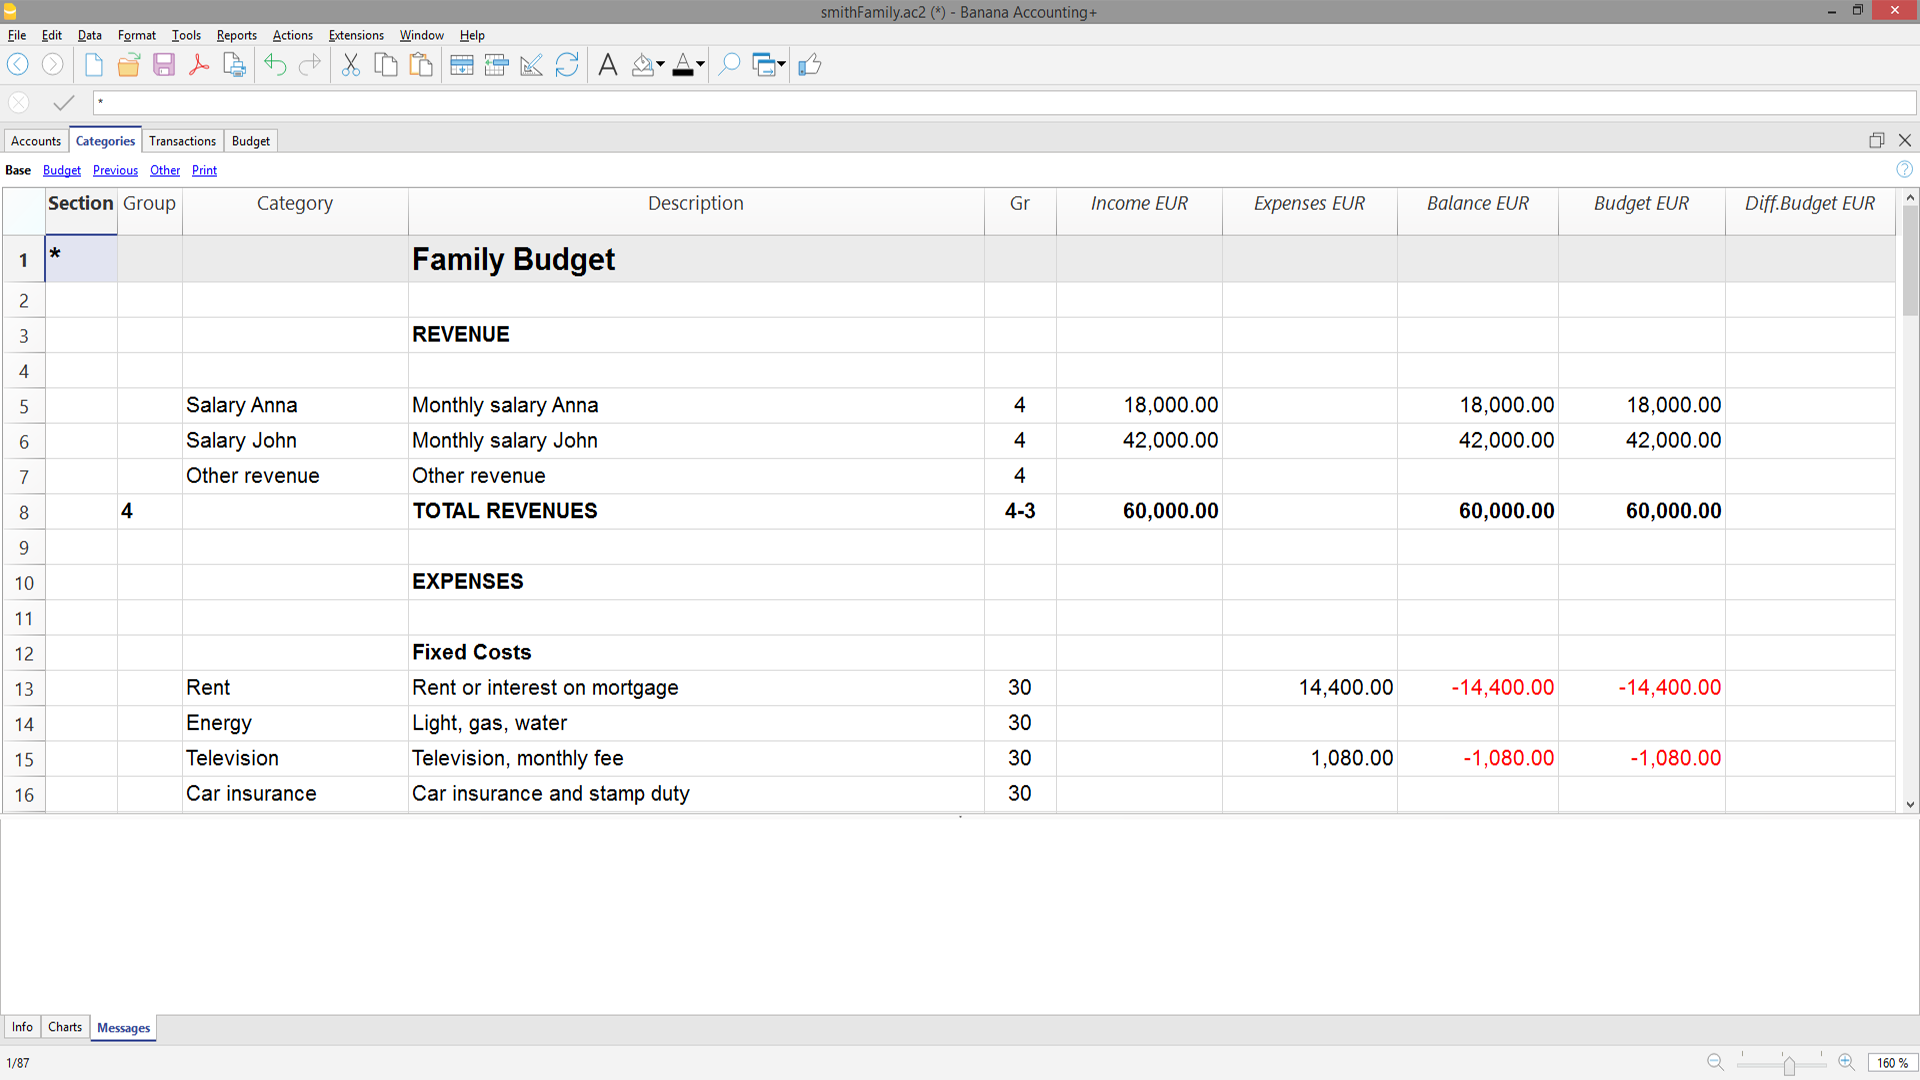 smithFamily.ac2 (*) - Banana Accounting+
File Edit Data Format Tools Reports Actions Extensions Window Help
*
Accounts Categories Transactions Budget
Base Budget Previous Other Print
Section Group Category Description Gr Income EUR Expenses EUR Balance EUR Budget EUR Diff.Budget EUR
1 * Family Budget
2
3 REVENUE
4
5 Salary Anna Monthly salary Anna 4 18,000.00 18,000.00 18,000.00
6 Salary John Monthly salary John 4 42,000.00 42,000.00 42,000.00
7 Other revenue Other revenue 4
8 4 TOTAL REVENUES 4-3 60,000.00 60,000.00 60,000.00
9
10 EXPENSES
11
12 Fixed Costs
13 Rent Rent or interest on mortgage 30 14,400.00 -14,400.00 -14,400.00
14 Energy Light, gas, water 30
15 Television Television, monthly fee 30 1,080.00 -1,080.00 -1,080.00
16 Car insurance Car insurance and stamp duty 30
Info Charts Messages
1/87 160 %